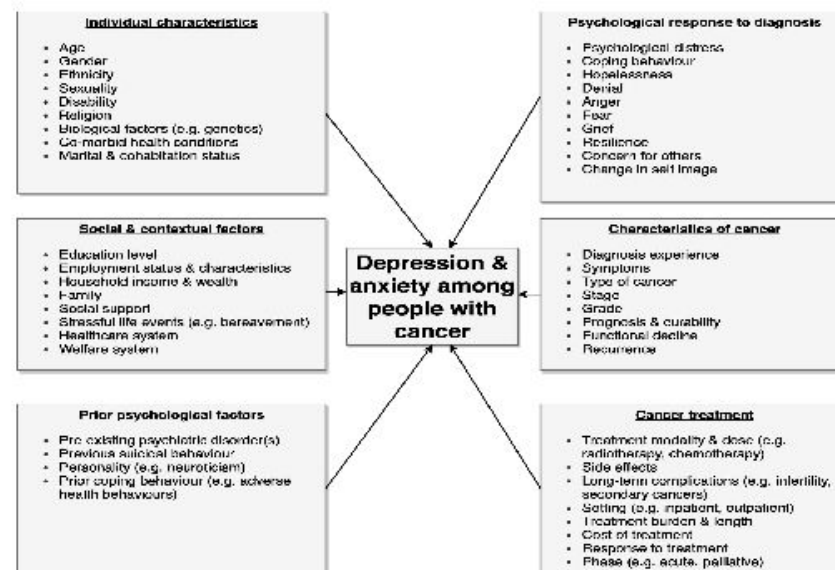 Individual characteristics
Age
Gender
Ethnicity
Sexuality
Disability
Religion
Biological factors (e.g. genetics)
Co-morbid health conditions
Marital & cohabitation status
Psychological response to diagnosis
Psychological distress
Coping behaviour
Hopelessness
Denial
Anger
Fear
Grief
Resilience
Concern for others
Change in self image
Social & contextual factors
Education level
Employment status & characteristics
Household income & wealth
Family
Social support
Stressful life events (e.g. bereavement)
Healthcare system
Welfare system
Depression &
anxiety among
people with
cancer
Characteristics of cancer
Diagnosis experience
Symptoms
Type of cancer
Stage
Grade
Prognosis & curability
Functional decline
Recurrence
Prior psychological factors
Pre existing psychiatric disorder(s)
Previous suicidal behaviour
Personality (e.g. neuroticism)
Prior coping behaviour (e.g. adverse
health behaviours)
Cancer treatment
Treatment modality & dose (e.g.
radiotherapy, chemotherapy)
Side effects
Long-term complications (e.g. infertility,
secondary cancers)
Setting (e.g. inpatient, outpatient)
Treatment burden & length
Cost of treatment
Response to treatment
Phase (e.g. acute, palliative)